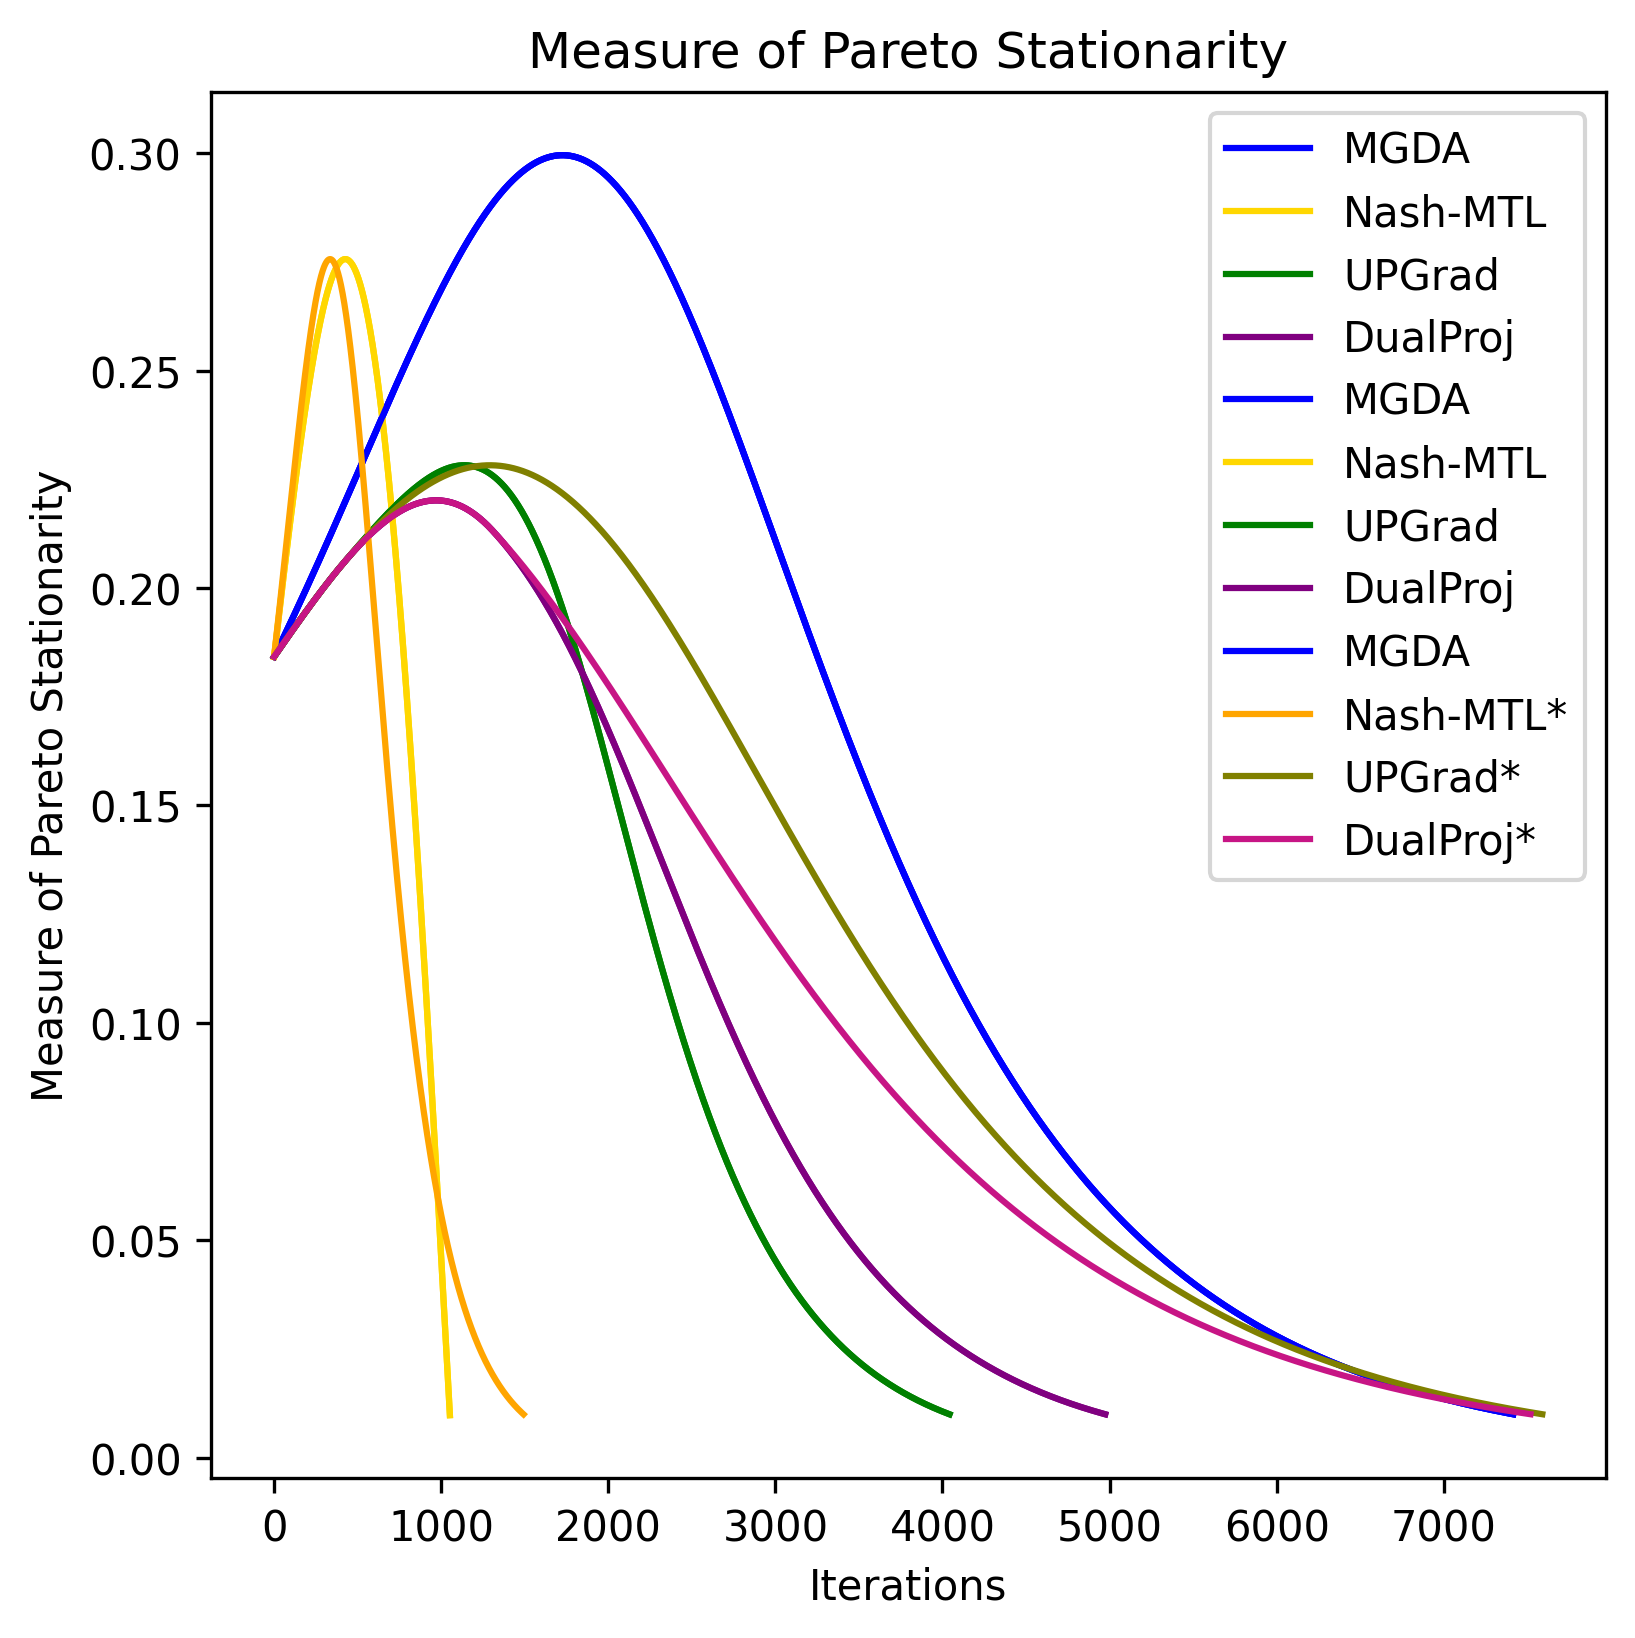 Measure of Pareto Stationarity
Measure of Pareto Stationarity
0.30
0.25
0.20
0.15
0.10
0.05
0.00
0 1000 2000 3000 4000 5000 6000 7000
Iterations
MGDA
Nash-MTL
UPGrad
DualProj
MGDA
Nash-MTL
UPGrad
DualProj
MGDA
Nash-MTL*
UPGrad*
DualProj*